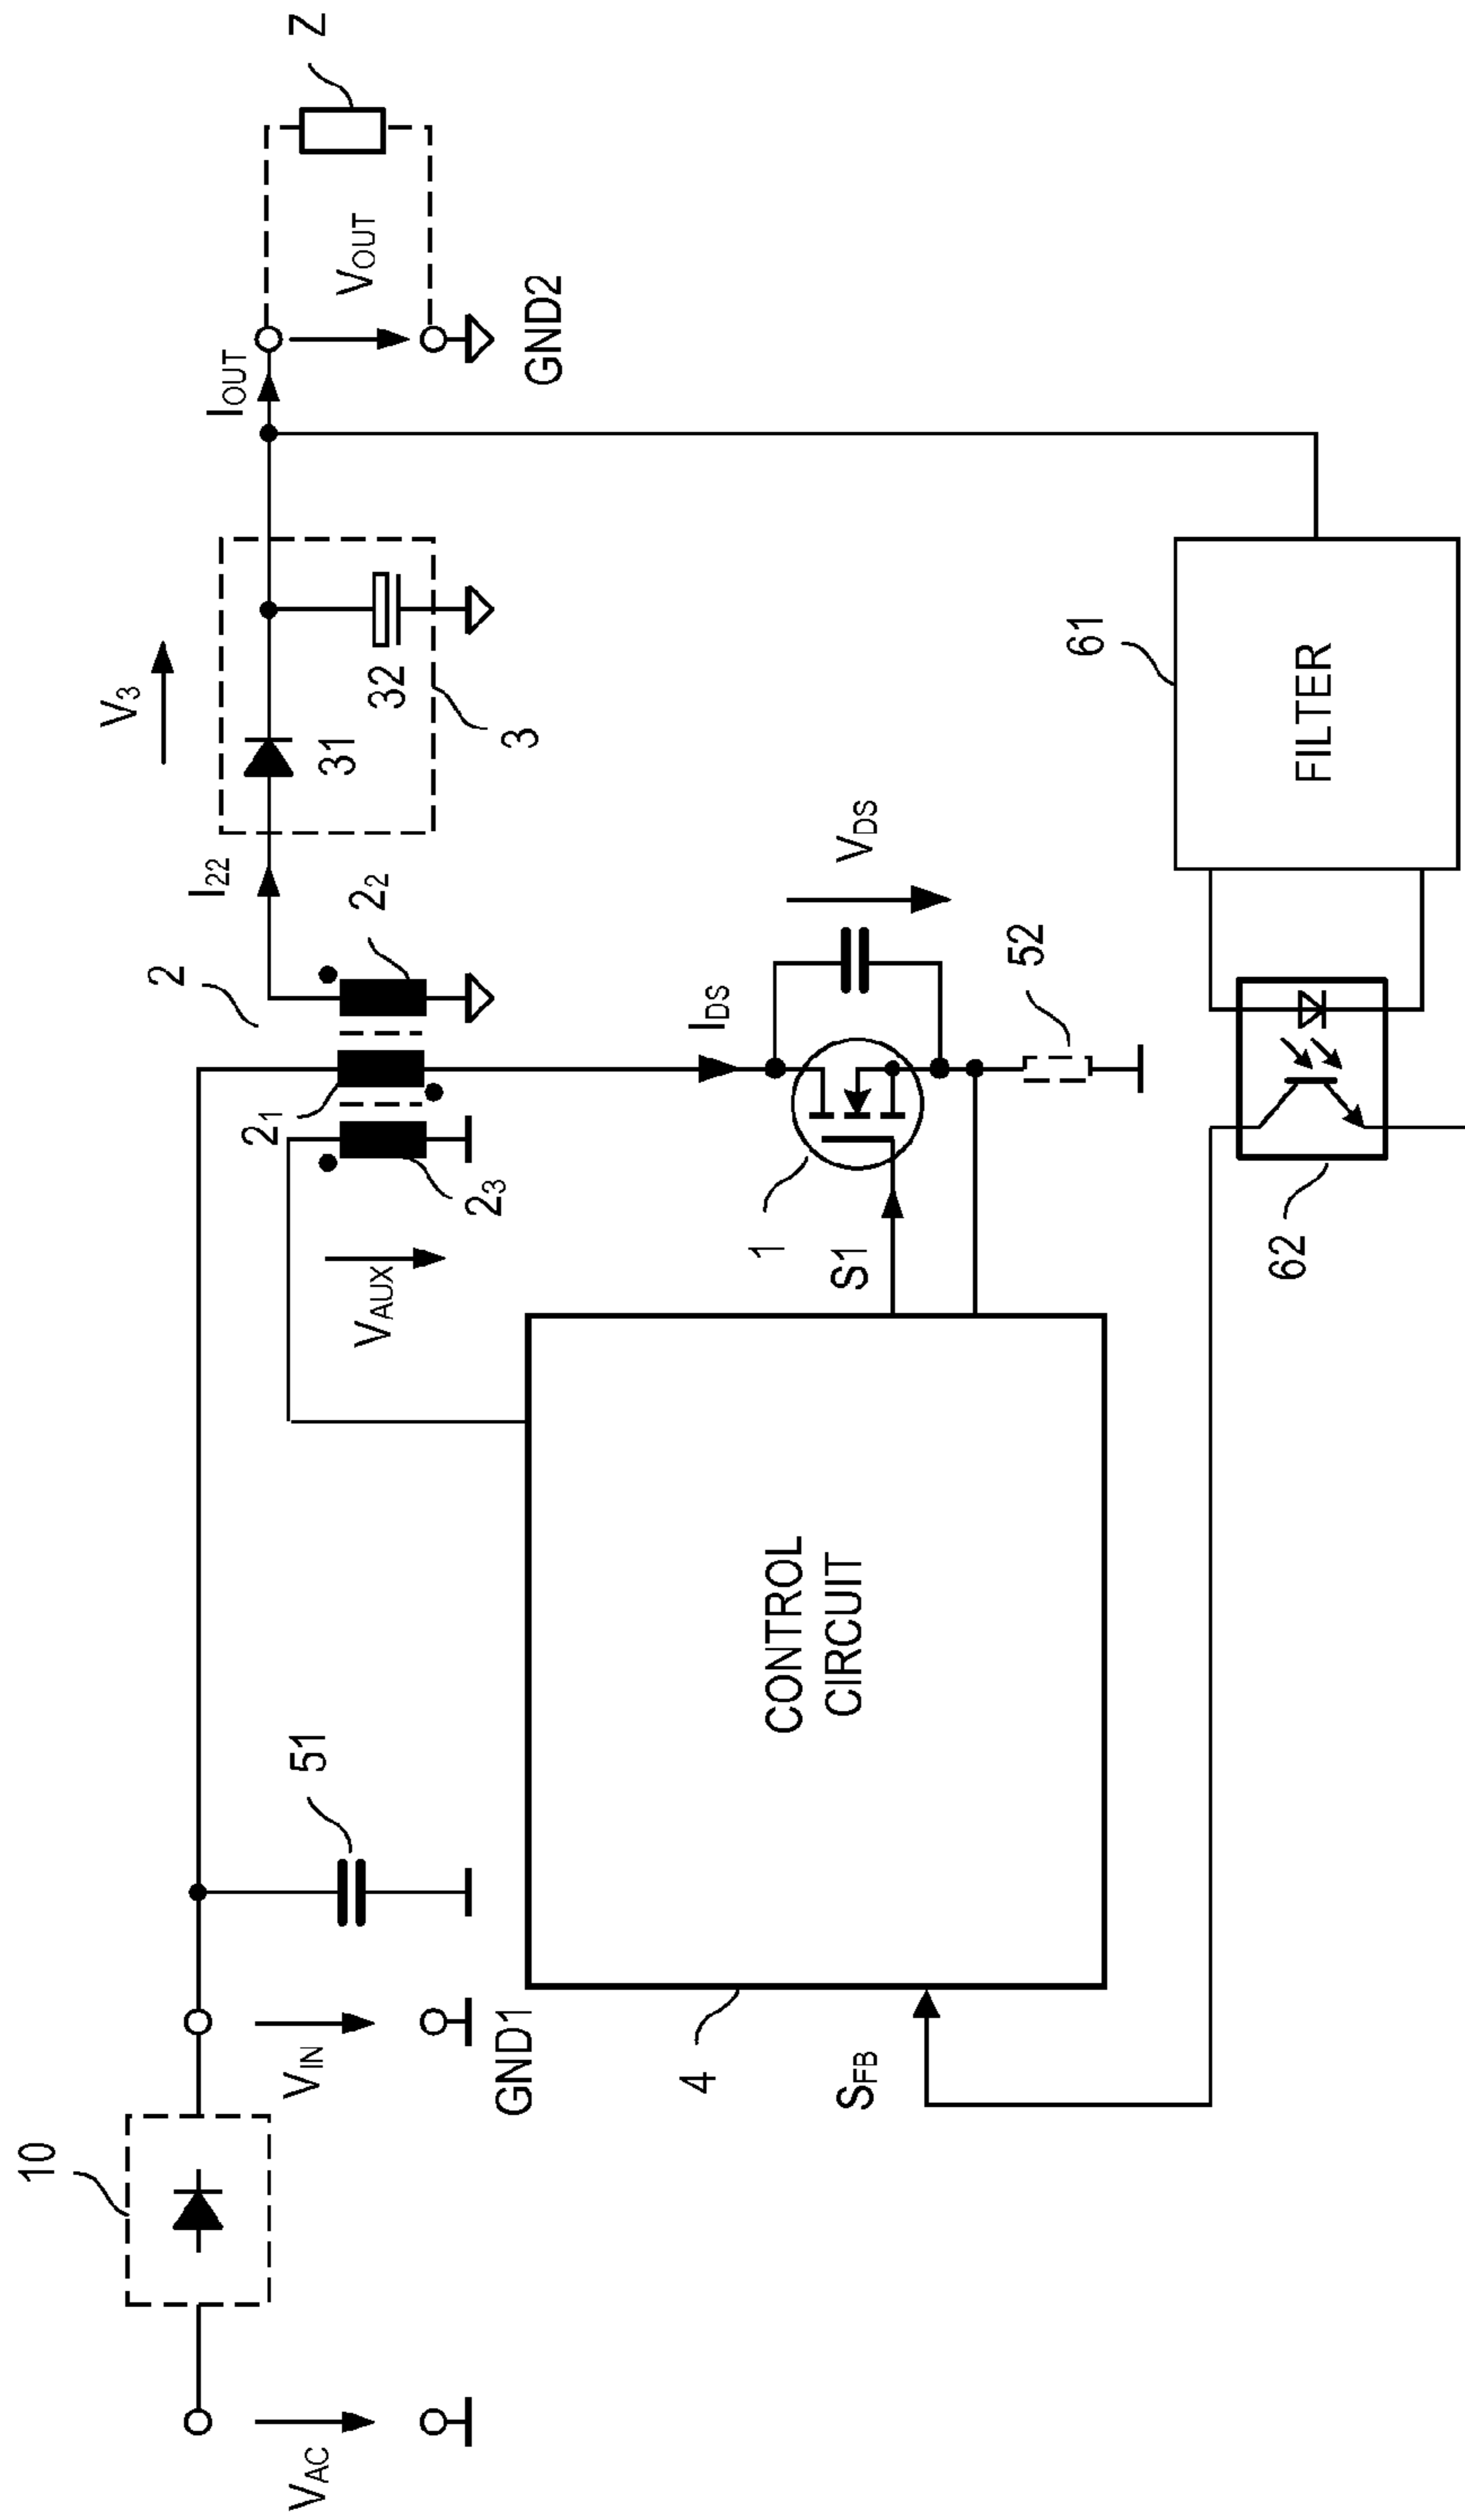 V3
IOUT
2
I22
31
32
3
VOUT
Z
GND2
10
VAC
VIN
GND1
51
21
22
23
VAUX
IDS
VDS
1
S1
52
CONTROL
CIRCUIT
4
SFB
61
FILTER
62